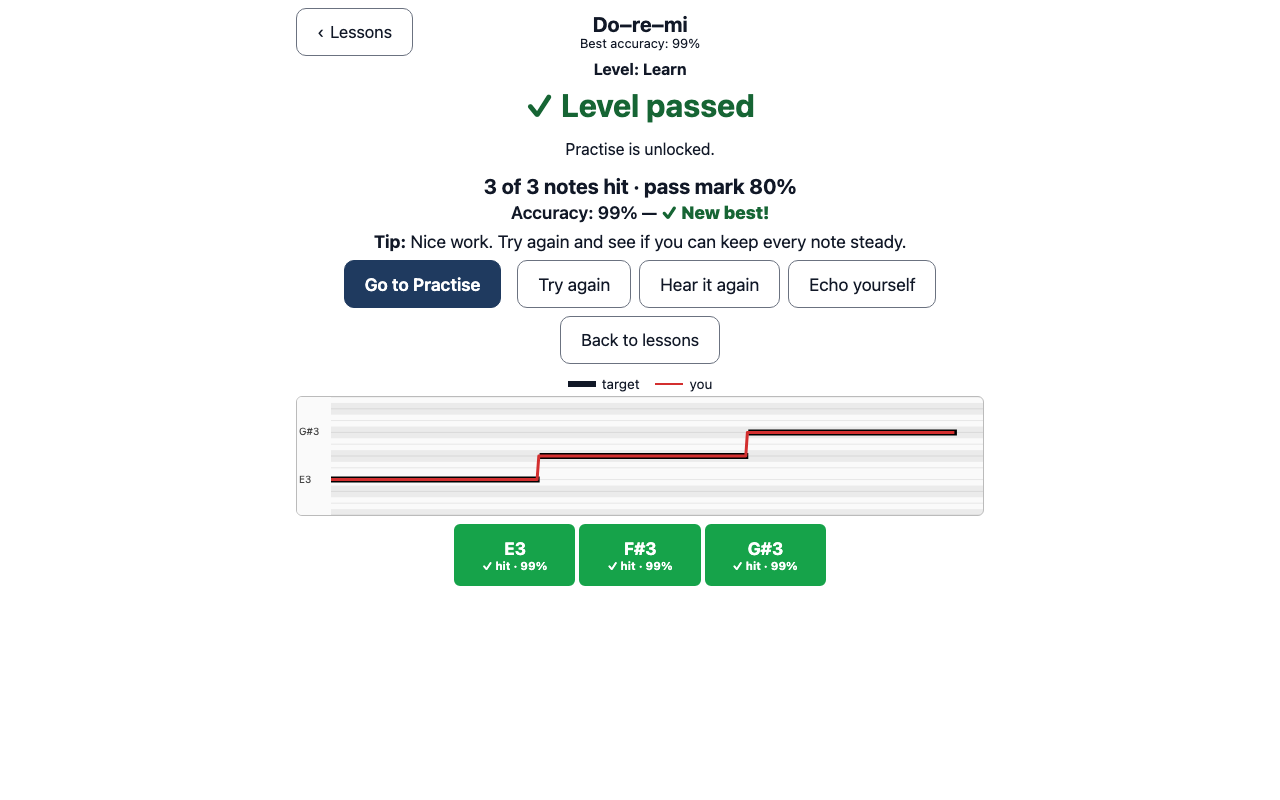 ‹ Lessons
Do–re–mi
Best accuracy: 99%
Level: Learn
✓ Level passed
Practise is unlocked.
3 of 3 notes hit · pass mark 80%
Accuracy: 99% — ✓ New best!
Tip: Nice work. Try again and see if you can keep every note steady.
Go to Practise Try again Hear it again Echo yourself
Back to lessons
target you
G#3
E3
E3 F#3 G#3
✓ hit · 99% ✓ hit · 99% ✓ hit · 99%